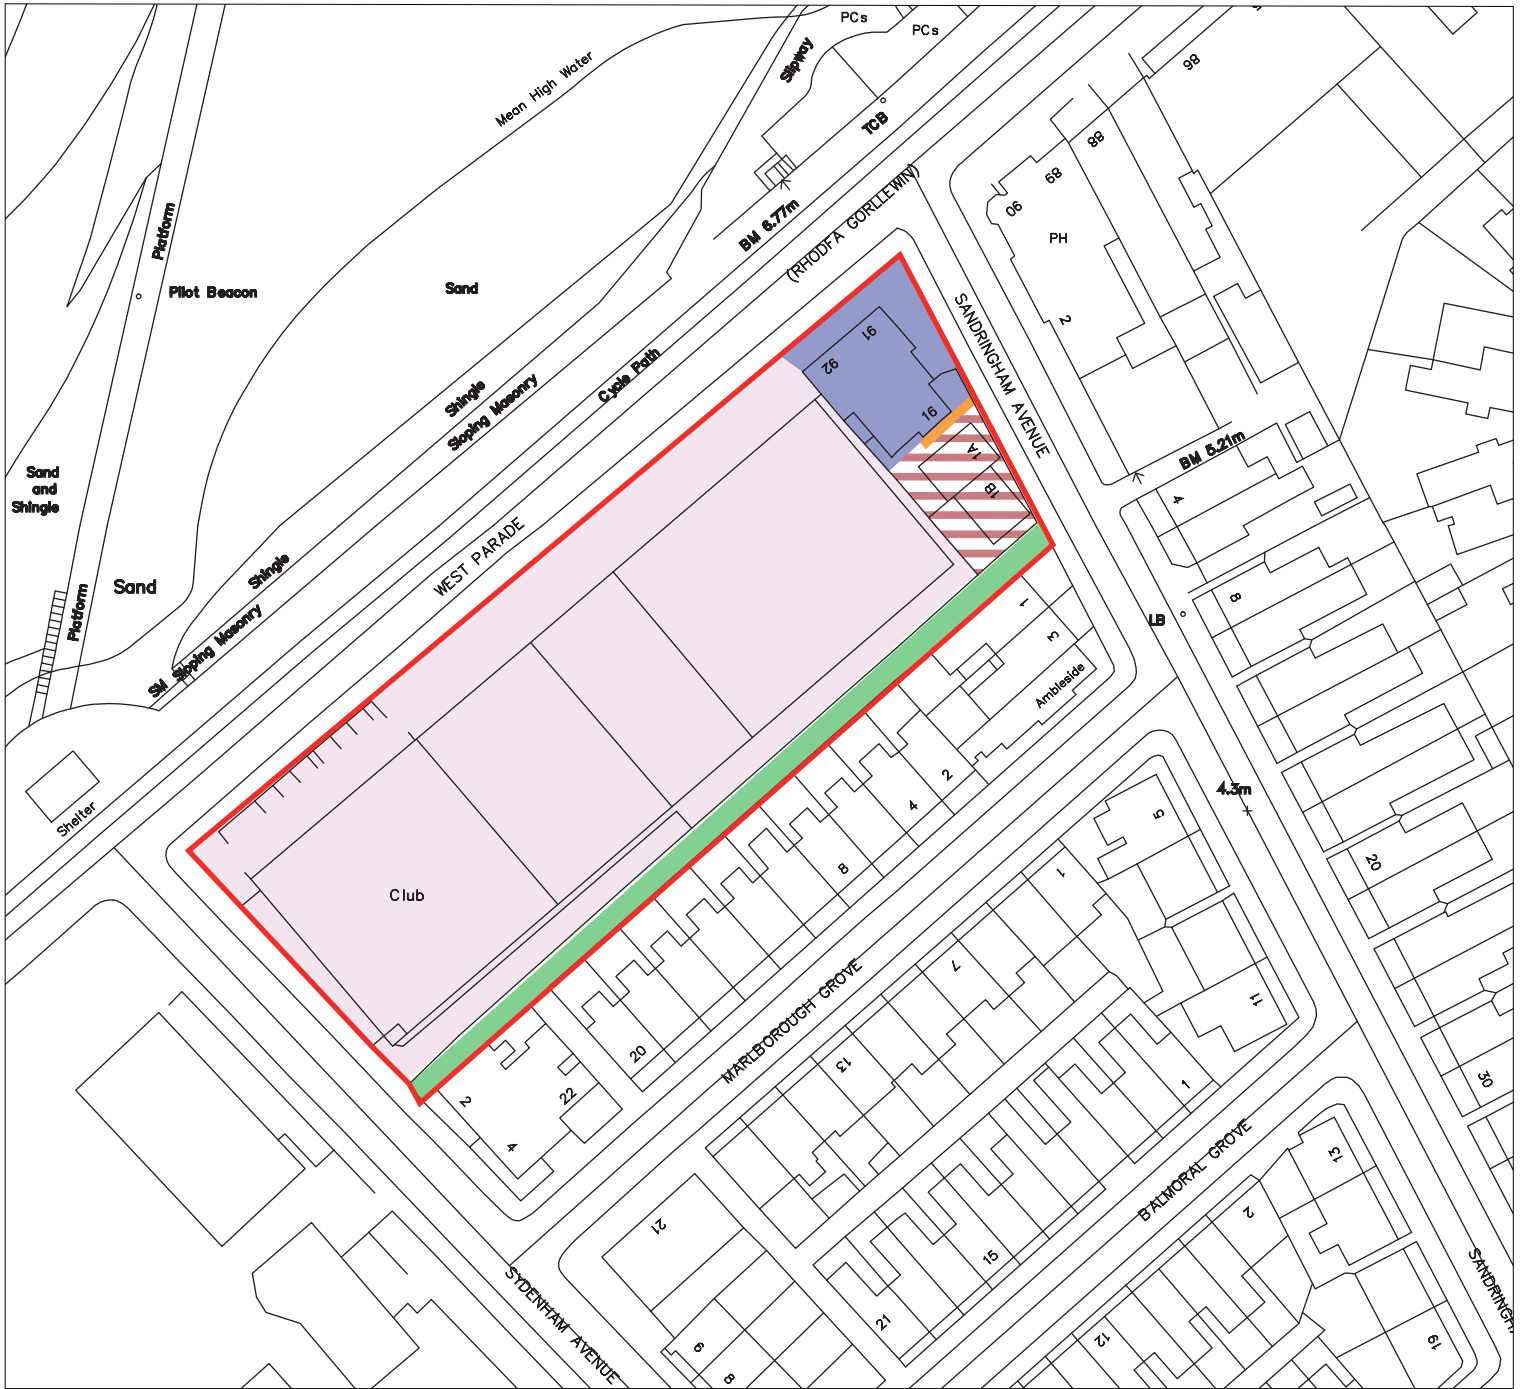 PCs
PCs
Slipway
Mean High Water
TCB
86
88
89
90
PH
2
Platform
BM 6.77m
(RHODFA GORLLEWIN)
Pilot Beacon
Sand
SANDRINGHAM AVENUE
91
92
16
Cycle Path
Shingle
Sloping Masonry
1A
1B
BM 5.21m
4
Sand
and
Shingle
WEST PARADE
Shingle
Sand
Platform
SM
Sloping Masonry
1
3
Ambleside
8
LB
Shelter
2
4
8
4.3m
5
20
Club
1
7
11
MARLBOROUGH GROVE
13
20
22
2
4
1
30
BALMORAL GROVE
13
21
15
2
SYDENHAM AVENUE
21
12
19
9
8
SANDRINGH